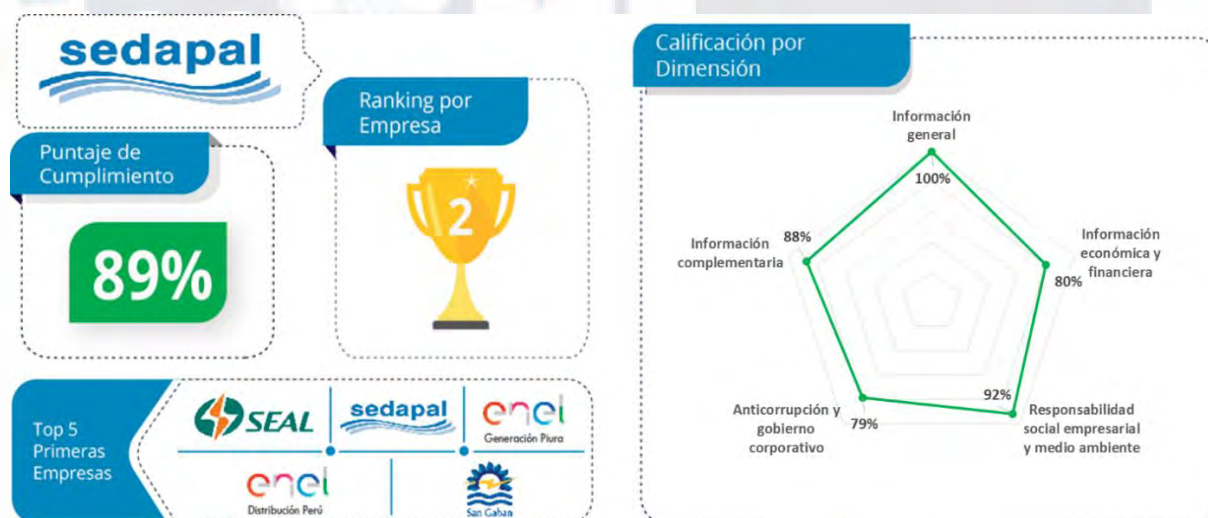 sedapal
Puntaje de
Cumplimiento
89%
Ranking por
Empresa
2
Top 5
Primeras
Empresas
SEAL
sedapal
enel
Generación Piura
enel
Distribución Perú
San Gaban
Calificación por
Dimensión
Información
general
100%
Información
económica y
financiera
80%
Responsabilidad
social empresarial
y medio ambiente
92%
Anticorrupción y
gobierno
corporativo
79%
Información
complementaria
88%